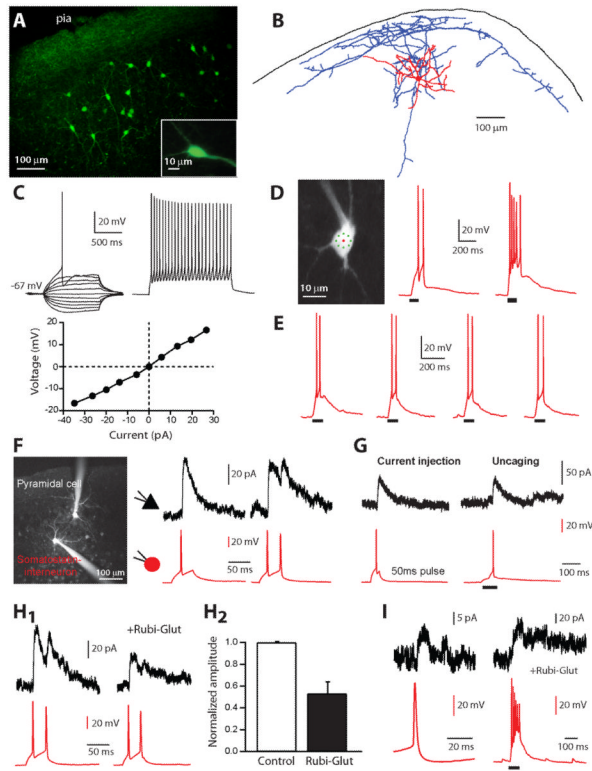 A
pia
100 μm
10 μm
B
100 μm
C
20 mV
500 ms
-67 mV
Voltage (mV)
20
10
0
-10
-20
-40 -30 -20 -10 0 10 20 30
Current (pA)
D
10 μm
20 mV
200 ms
E
20 mV
200 ms
F
Pyramidal cell
Somatostatin
interneuron
100 μm
20 pA
20 mV
50 ms
G
Current injection
Uncaging
50 pA
20 mV
50ms pulse
100 ms
H1
+Rubi-Glut
20 pA
20 mV
50 ms
H2
Normalized amplitude
1.0
0.8
0.6
0.4
0.2
0.0
Control
Rubi-Glut
I
5 pA
20 pA
+Rubi-Glut
20 mV
20 mV
20 ms
100 ms